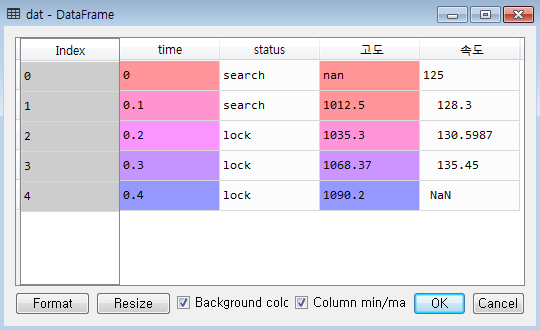 dat - DataFrame
Index time status 고도 속도
0 0 search nan 125
1 0.1 search 1012.5 128.3
2 0.2 lock 1035.3 130.5987
3 0.3 lock 1068.37 135.45
4 0.4 lock 1090.2 NaN
Format Resize Background colc Column min/ma OK Cancel